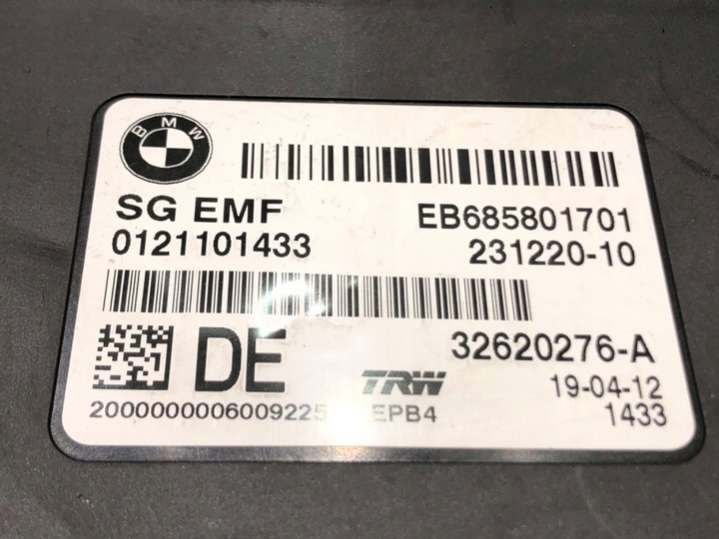 BMW
SG EMF EB685801701
0121101433 231220-10
DE 32620276-A
TRW 19-04-12
2000000006009225 EPB4 1433